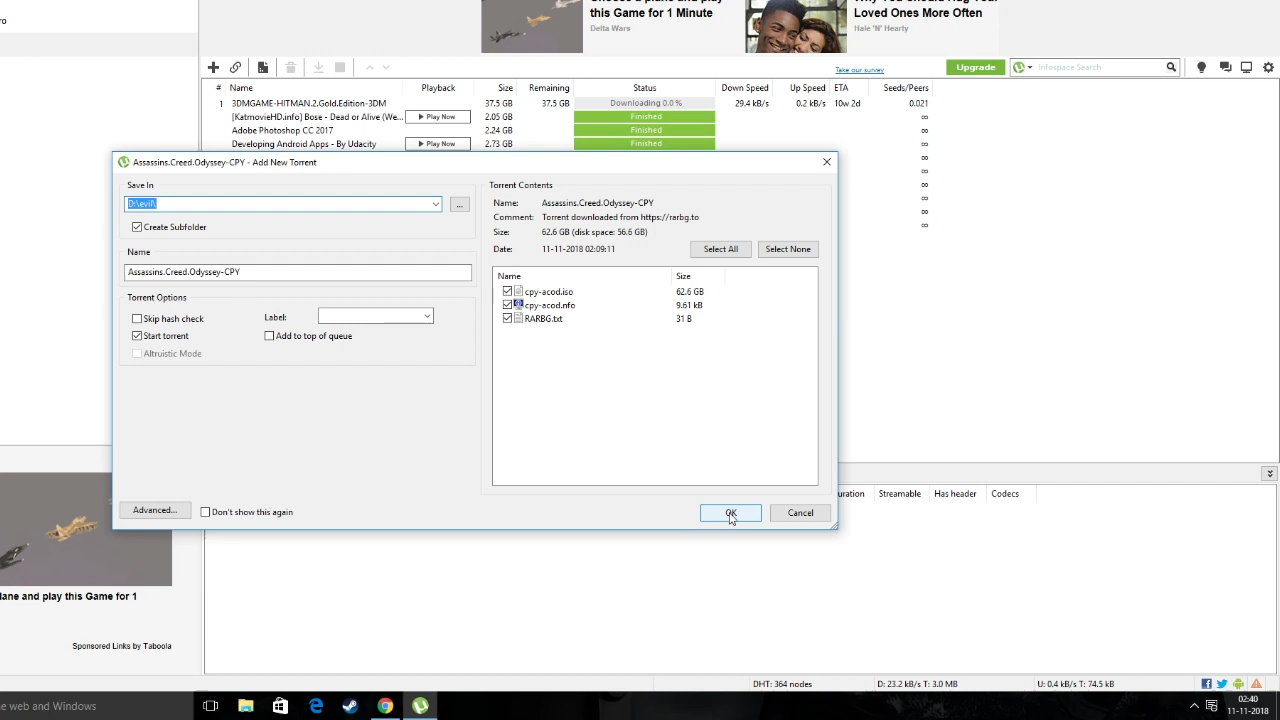 this Game for 1 Minute
Delta Wars
Loved Ones More Often
Hale 'N' Hearty
Take our survey
Upgrade
Infospace Search
# Name Playback Size Remaining Status Down Speed Up Speed ETA Seeds/Peers
1 3DMGAME-HITMAN.2.Gold.Edition-3DM 37.5 GB 37.5 GB Downloading 0.0 % 29.4 kB/s 0.2 kB/s 10w 2d 0.021
[KatmovieHD.info] Bose - Dead or Alive (We... Play Now 2.05 GB Finished ∞
Adobe Photoshop CC 2017 2.24 GB Finished ∞
Developing Android Apps - By Udacity Play Now 2.73 GB Finished ∞
∞
∞
∞
∞
∞
∞
Assassins.Creed.Odyssey-CPY - Add New Torrent
Save In
D:\evil\
...
Create Subfolder
Name
Assassins.Creed.Odyssey-CPY
Torrent Options
Skip hash check
Label:
Start torrent
Add to top of queue
Altruistic Mode
Advanced...
Don't show this again
Torrent Contents
Name: Assassins.Creed.Odyssey-CPY
Comment: Torrent downloaded from https://rarbg.to
Size: 62.6 GB (disk space: 56.6 GB)
Date: 11-11-2018 02:09:11
Select All
Select None
Name Size
cpy-acod.iso 62.6 GB
cpy-acod.nfo 9.61 kB
RARBG.txt 31 B
OK
Cancel
uration Streamable Has header Codecs
lane and play this Game for 1
Sponsored Links by Taboola
DHT: 364 nodes D: 23.2 kB/s T: 3.0 MB U: 0.4 kB/s T: 74.5 kB
he web and Windows
02:40
11-11-2018